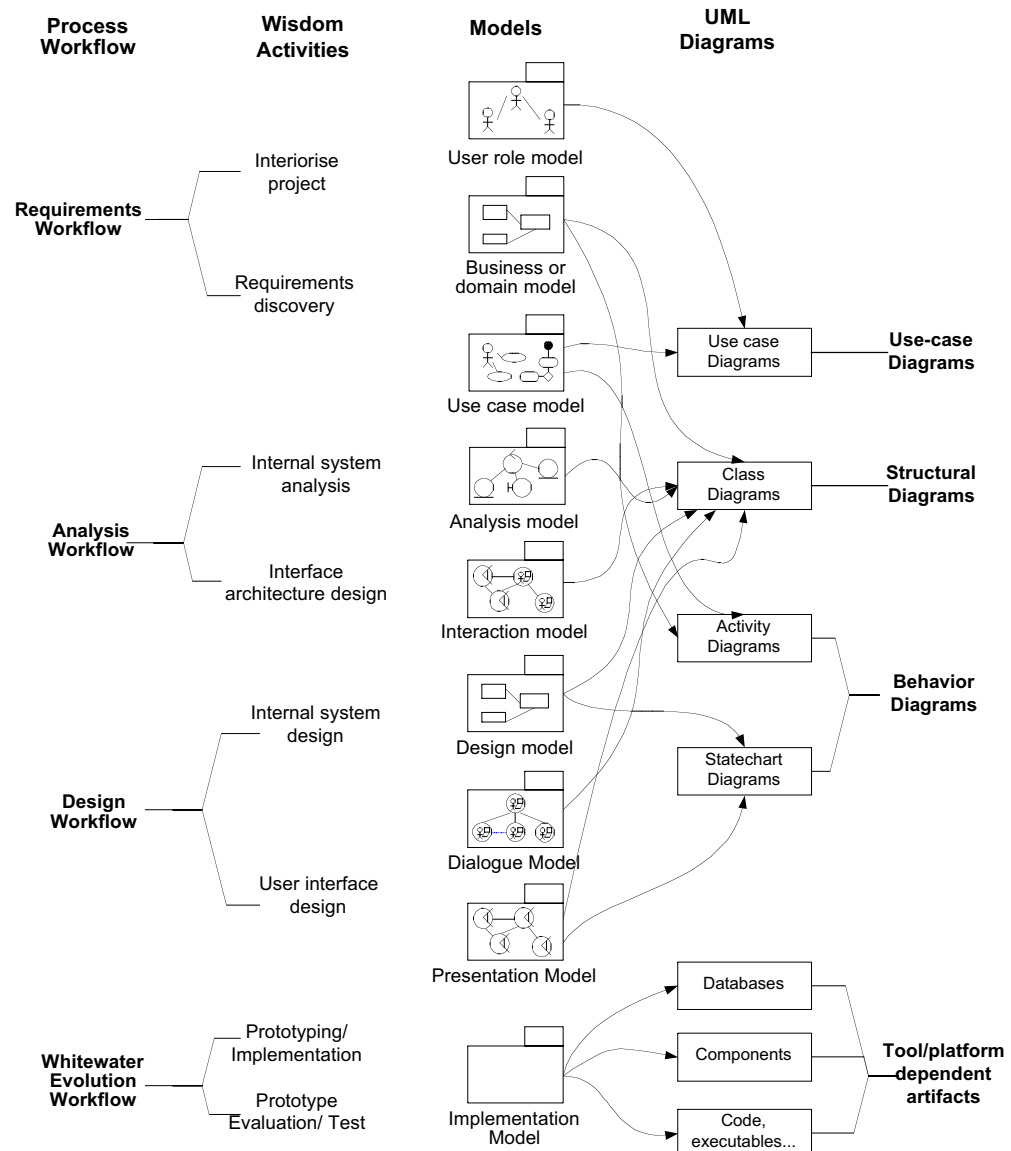 Process
Workflow
Wisdom
Activities
Models
UML
Diagrams
User role model
Interiorise
project
Requirements
Workflow
Requirements
discovery
Business or
domain model
Use case model
Use case
Diagrams
Use-case
Diagrams
Internal system
analysis
Analysis
Workflow
Interface
architecture design
Analysis model
Class
Diagrams
Structural
Diagrams
Interaction model
Activity
Diagrams
Behavior
Diagrams
Internal system
design
Design
Workflow
User interface
design
Design model
Statechart
Diagrams
Dialogue Model
Presentation Model
Databases
Prototyping/
Implementation
Whitewater
Evolution
Workflow
Prototype
Evaluation/ Test
Implementation
Model
Components
Code,
executables...
Tool/platform
dependent
artifacts